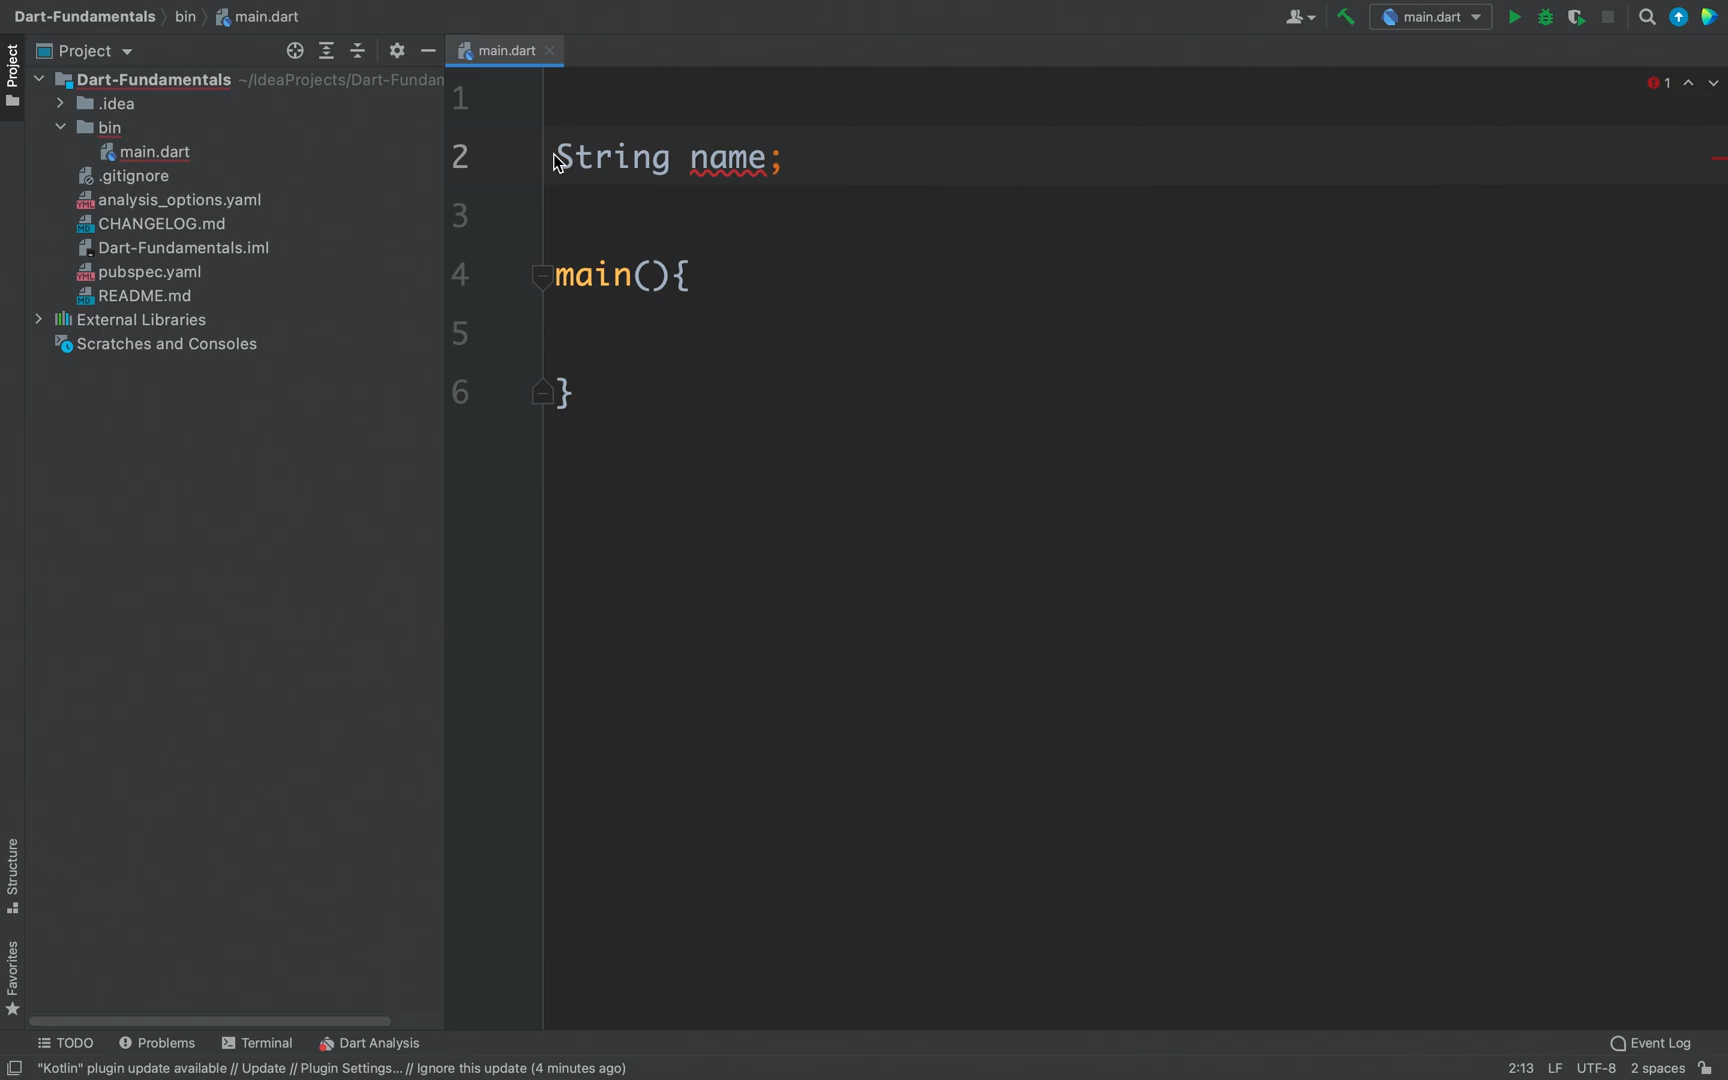 Dart-Fundamentals bin main.dart
main.dart
Project
Project
main.dart
Dart-Fundamentals ~/IdeaProjects/Dart-Fundam
.idea
bin
main.dart
.gitignore
analysis_options.yaml
CHANGELOG.md
Dart-Fundamentals.iml
pubspec.yaml
README.md
External Libraries
Scratches and Consoles
1
1
2 String name;
3
4 main(){
5
6 }
Structure
Favorites
TODO Problems Terminal Dart Analysis Event Log
"Kotlin" plugin update available // Update // Plugin Settings... // Ignore this update (4 minutes ago) 2:13 LF UTF-8 2 spaces